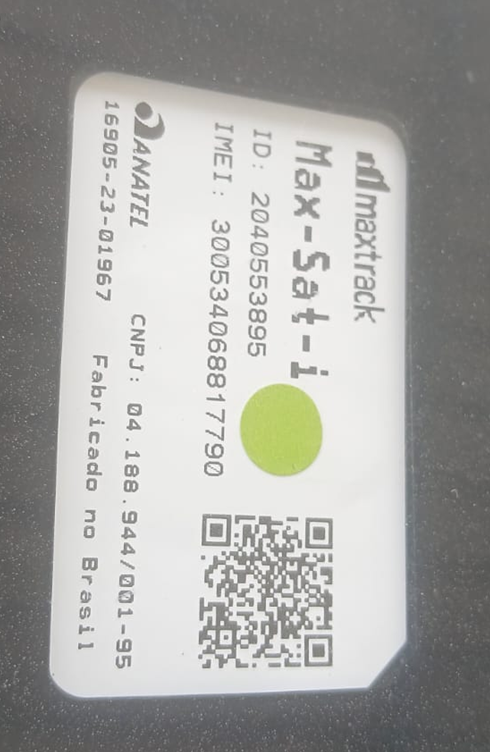 maxtrack
Max-Sat-i
ID: 2040553895
IMEI: 300534068817790
ANATEL
CNPJ: 04.188.944/001-95
16905-23-01967
Fabricado no Brasil